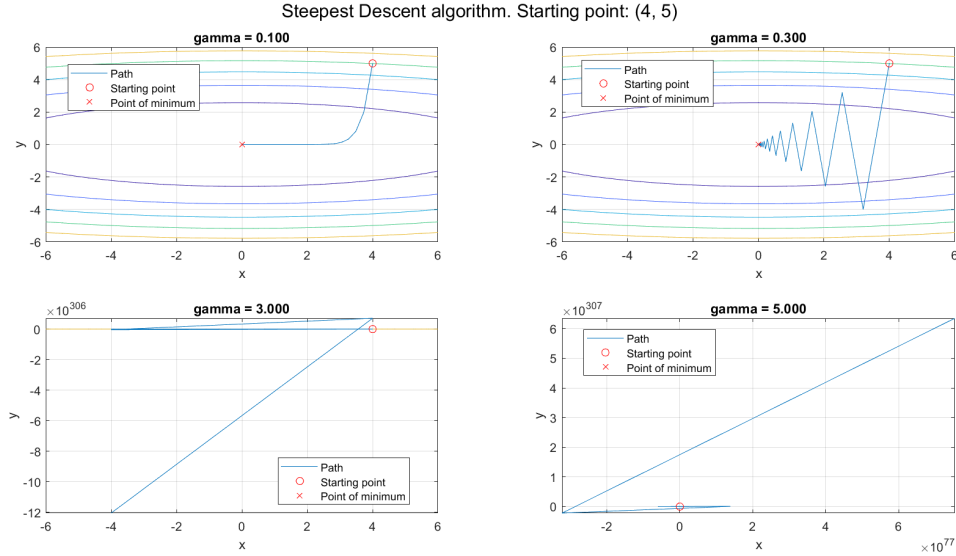 Steepest Descent algorithm. Starting point: (4, 5)
gamma = 0.100
6
4
2
0
-2
-4
-6
y
Path
Starting point
Point of minimum
-6 -4 -2 0 2 4 6
x
gamma = 0.300
6
4
2
0
-2
-4
-6
y
Path
Starting point
Point of minimum
-6 -4 -2 0 2 4 6
x
×10^306
gamma = 3.000
0
-2
-4
-6
-8
-10
-12
y
Path
Starting point
Point of minimum
-6 -4 -2 0 2 4 6
x
×10^307
gamma = 5.000
6
5
4
3
2
1
0
y
Path
Starting point
Point of minimum
-2 0 2 4 6
x
×10^77